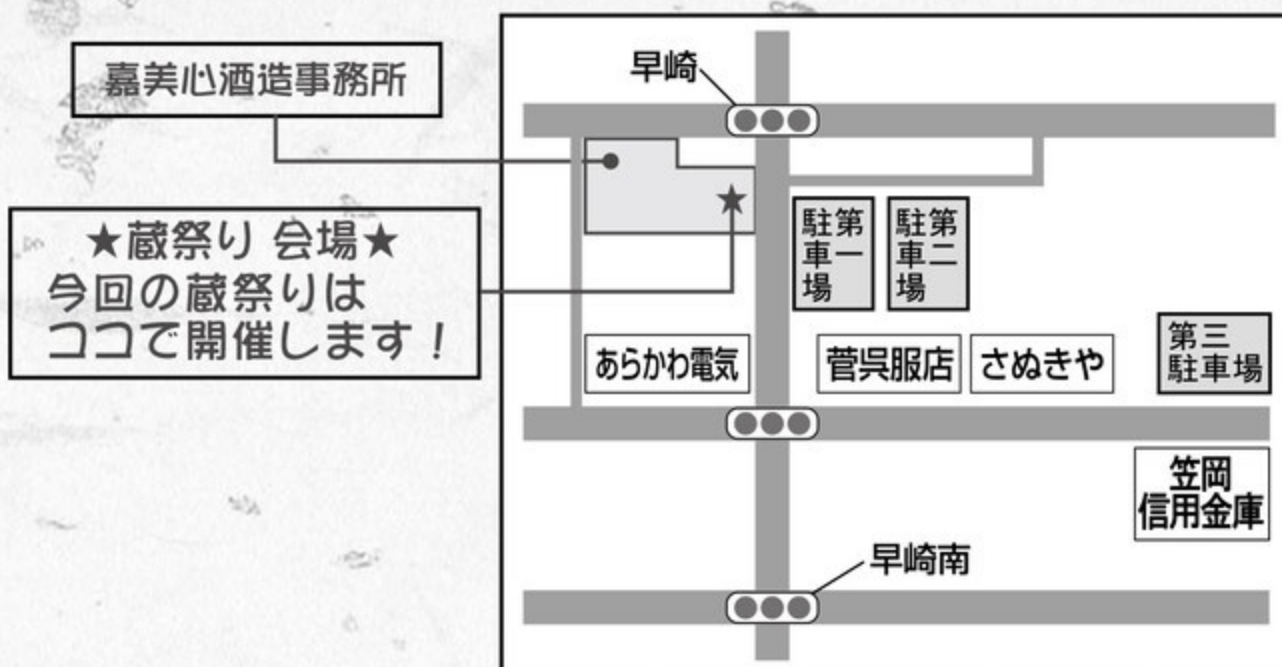 嘉美心酒造事務所
★蔵祭り 会場★
今回の蔵祭りは
ココで開催します！
早崎
第一
駐車場
第二
駐車場
あらかわ電気
菅呉服店
さぬきや
第三
駐車場
笠岡
信用金庫
早崎南